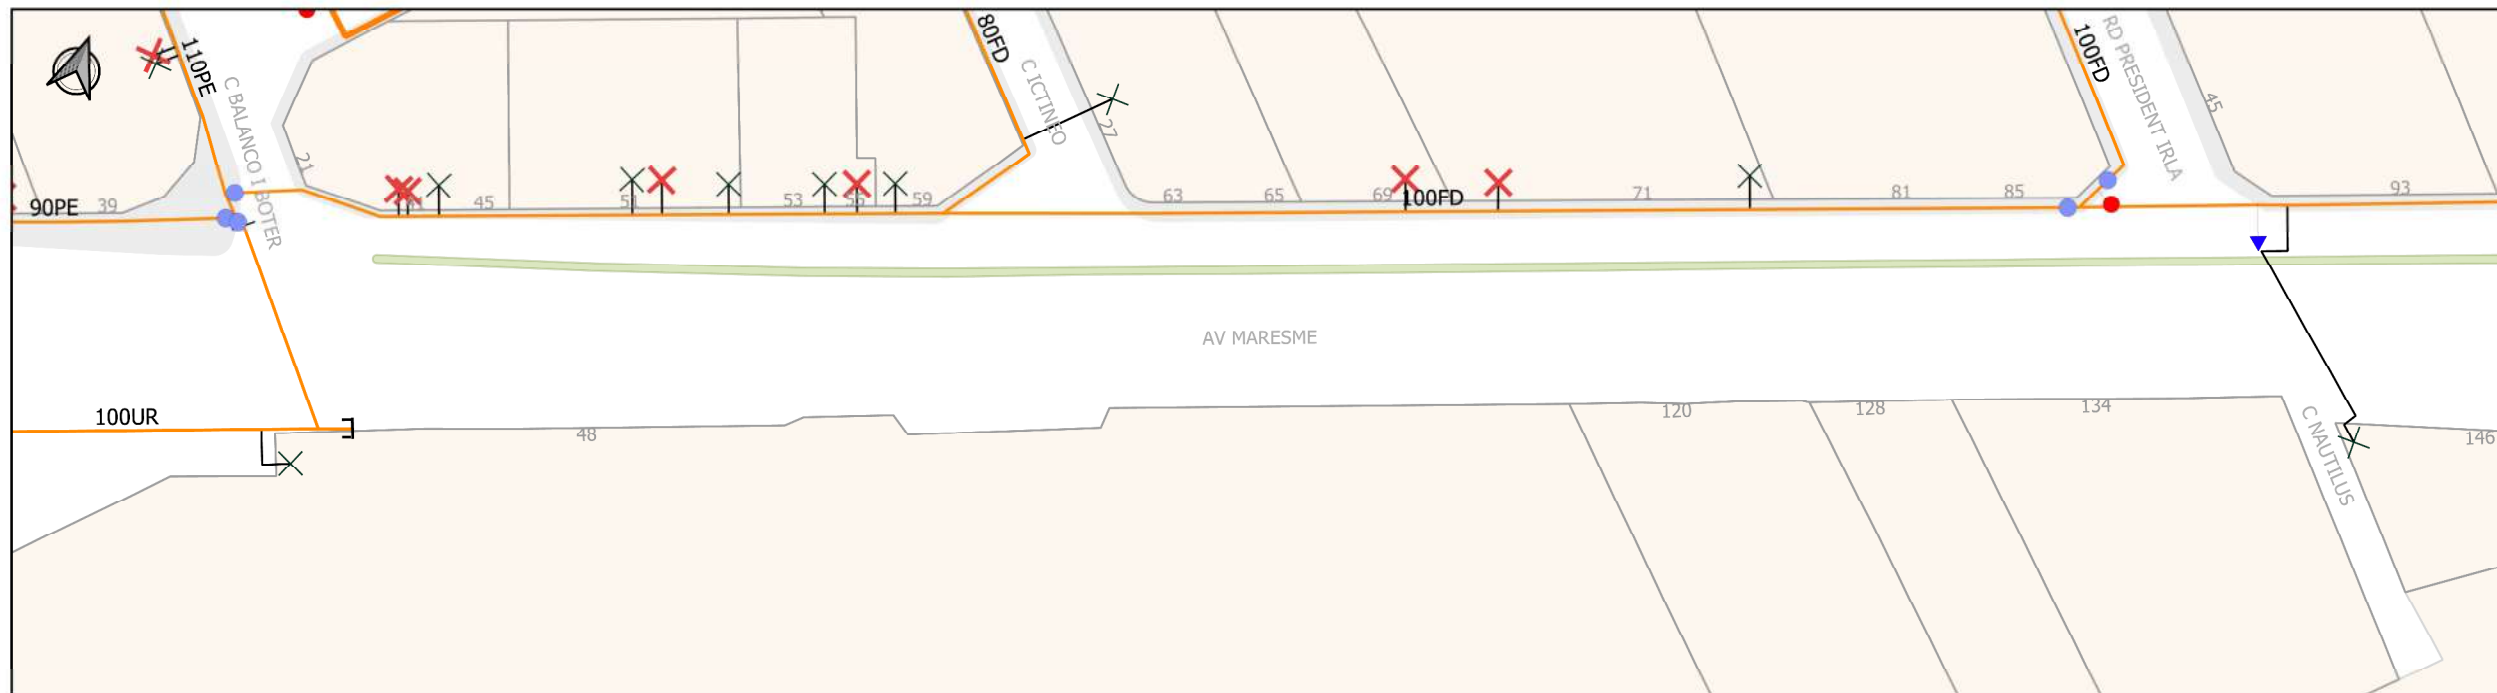 110PE
C BALANCO I BOTER
80FD
C ICTINEO
27
100FD
RD PRESIDENT IRLA
45
21
90PE
39
45
51
53
59
63
65
69
100FD
71
81
85
93
AV MARESME
100UR
48
120
128
134
C NAUTILUS
146